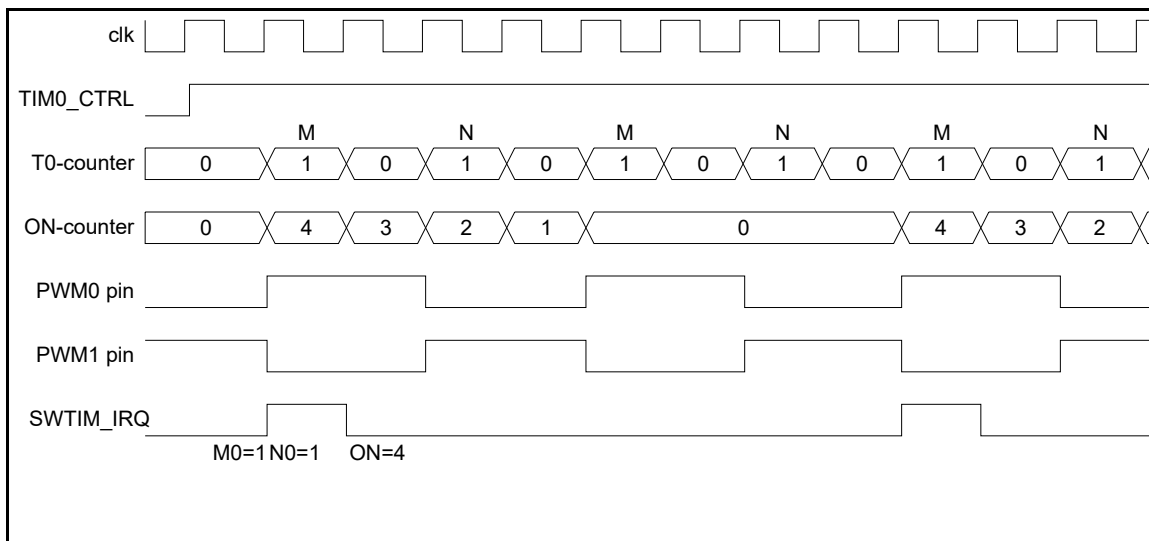 clk
TIM0_CTRL
M N M N M N
T0-counter 0 1 0 1 0 1 0 1 0 1 0 1
ON-counter 0 4 3 2 1 0 4 3 2
PWM0 pin
PWM1 pin
SWTIM_IRQ
M0=1 N0=1 ON=4